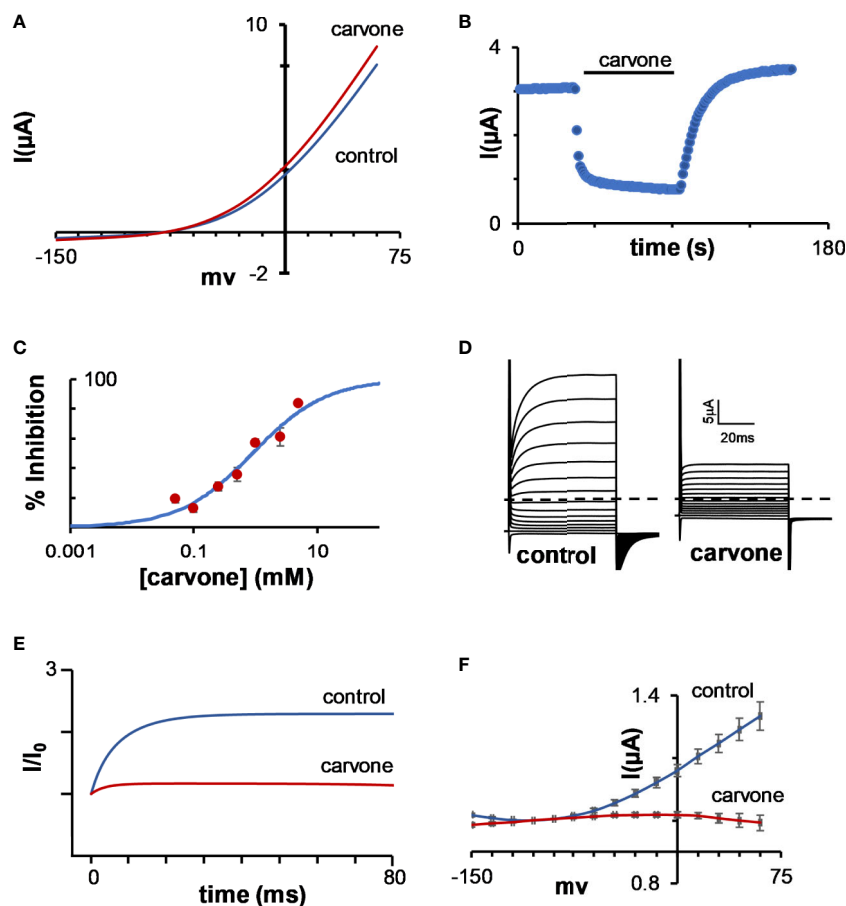 A
10
carvone
I(µA)
control
-150
mv
-2
75
B
4
carvone
I(µA)
0
0
time (s)
180
C
100
% Inhibition
0.001
0.1
10
[carvone] (mM)
D
5µA
20ms
control
carvone
E
3
control
I/I0
carvone
0
time (ms)
80
F
1.4
control
I(µA)
carvone
-150
mv
0.8
75